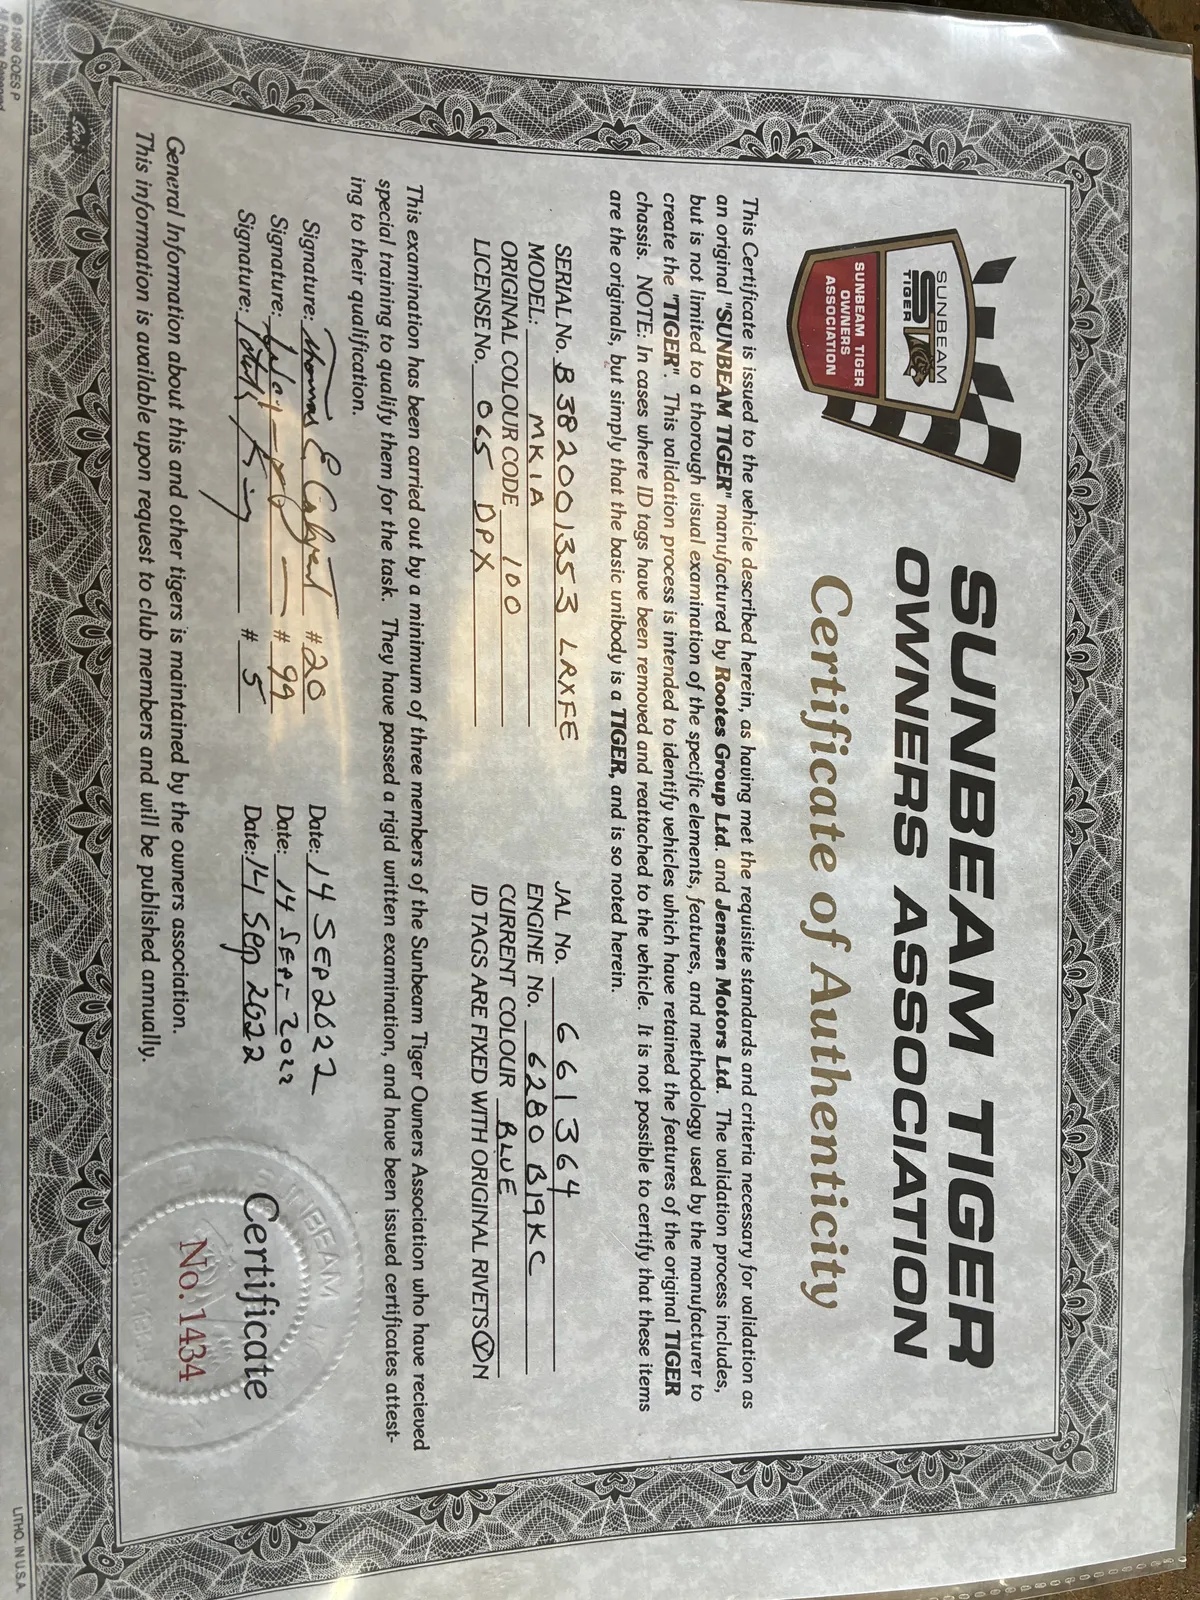 SUNBEAM
TIGER
SUNBEAM TIGER
OWNERS
ASSOCIATION
SUNBEAM TIGER
OWNERS ASSOCIATION
Certificate of Authenticity
This Certificate is issued to the vehicle described herein, as having met the requisite standards and criteria necessary for validation as
an original "SUNBEAM TIGER" manufactured by Rootes Group Ltd. and Jensen Motors Ltd. The validation process includes,
but is not limited to a thorough visual examination of the specific elements, features, and methodology used by the manufacturer to
create the "TIGER". This validation process is intended to identify vehicles which have retained the features of the original TIGER
chassis. NOTE: In cases where ID tags have been removed and reattached to the vehicle. It is not possible to certify that these items
are the originals, but simply that the basic unibody is a TIGER, and is so noted herein.
SERIAL No. B382001353 LRXFE JAL No. 661364
MODEL: MK1A ENGINE No. 6280 B19KC
ORIGINAL COLOUR CODE 100 CURRENT COLOUR BLUE
LICENSE No. 065 DPX ID TAGS ARE FIXED WITH ORIGINAL RIVETS Y N
This examination has been carried out by a minimum of three members of the Sunbeam Tiger Owners Association who have recieved
special training to qualify them for the task. They have passed a rigid written examination, and have been issued certificates attest-
ing to their qualification.
Signature: Thomas E # 20 Date: 14 SEP 2022
Signature: # 99 Date: 14 SEP. 2022
Signature: King # 5 Date: 14 Sep 2022
General Information about this and other tigers is maintained by the owners association.
This information is available upon request to club members and will be published annually.
Certificate
No. 1434
© 1989 GOES P
All Rights Reserved
LITHO. IN U.S.A.